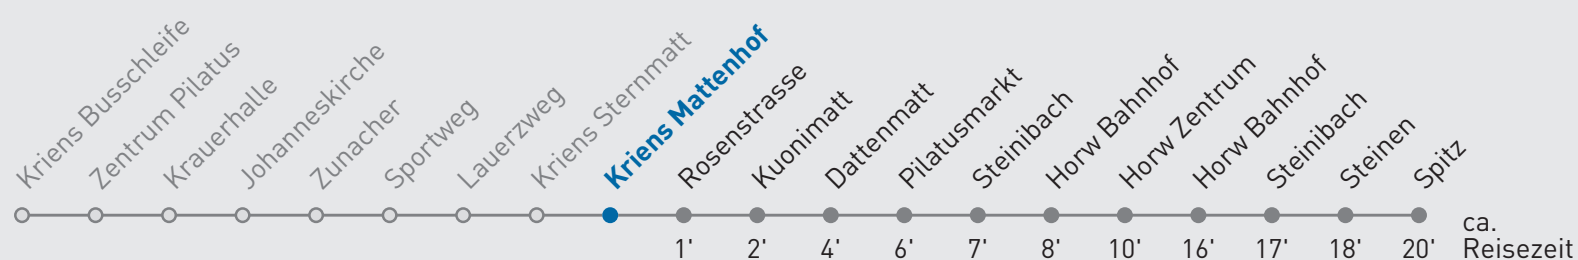 Kriens Busschleife
Zentrum Pilatus
Krauerhalle
Johanneskirche
Zunacher
Sportweg
Lauerzweg
Kriens Sternmatt
Kriens Mattenhof
Rosenstrasse
Kuonimatt
Dattenmatt
Pilatusmarkt
Steinibach
Horw Bahnhof
Horw Zentrum
Horw Bahnhof
Steinibach
Steinen
Spitz
1' 2' 4' 6' 7' 8' 10' 16' 17' 18' 20'
ca.
Reisezeit